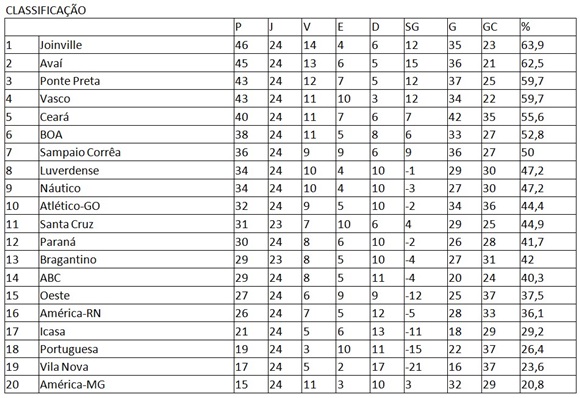 CLASSIFICAÇÃO
P J V E D SG G GC %
1 Joinville 46 24 14 4 6 12 35 23 63,9
2 Avaí 45 24 13 6 5 15 36 21 62,5
3 Ponte Preta 43 24 12 7 5 12 37 25 59,7
4 Vasco 43 24 11 10 3 12 34 22 59,7
5 Ceará 40 24 11 7 6 7 42 35 55,6
6 BOA 38 24 11 5 8 6 33 27 52,8
7 Sampaio Corrêa 36 24 9 9 6 9 36 27 50
8 Luverdense 34 24 10 4 10 -1 29 30 47,2
9 Náutico 34 24 10 4 10 -3 27 30 47,2
10 Atlético-GO 32 24 9 5 10 -2 34 36 44,4
11 Santa Cruz 31 23 7 10 6 4 29 25 44,9
12 Paraná 30 24 8 6 10 -2 26 28 41,7
13 Bragantino 29 23 8 5 10 -4 27 31 42
14 ABC 29 24 8 5 11 -4 20 24 40,3
15 Oeste 27 24 6 9 9 -12 25 37 37,5
16 América-RN 26 24 7 5 12 -5 28 33 36,1
17 Icasa 21 24 5 6 13 -11 18 29 29,2
18 Portuguesa 19 24 3 10 11 -15 22 37 26,4
19 Vila Nova 17 24 5 2 17 -21 16 37 23,6
20 América-MG 15 24 11 3 10 3 32 29 20,8